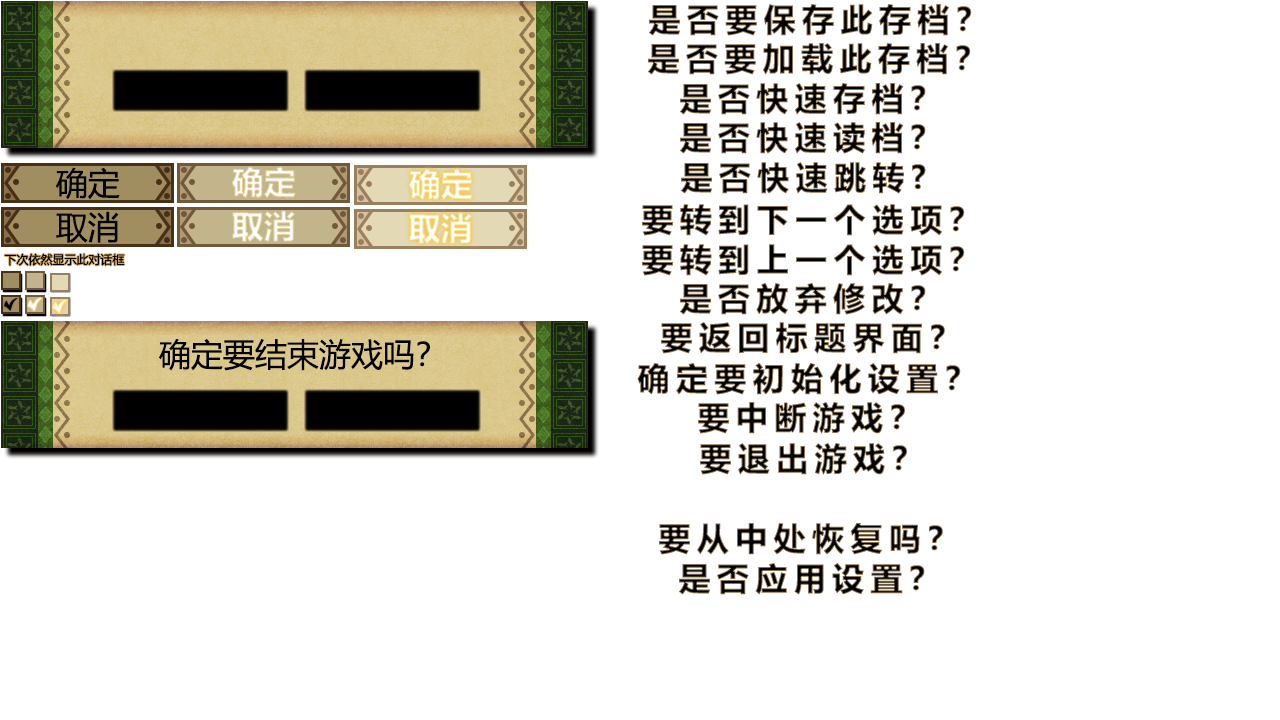 确定 确定 确定
取消 取消 取消
下次依然显示此对话框
确定要结束游戏吗？
是否要保存此存档？
是否要加载此存档？
是否快速存档？
是否快速读档？
是否快速跳转？
要转到下一个选项？
要转到上一个选项？
是否放弃修改？
要返回标题界面？
确定要初始化设置？
要中断游戏？
要退出游戏？
要从中处恢复吗？
是否应用设置？